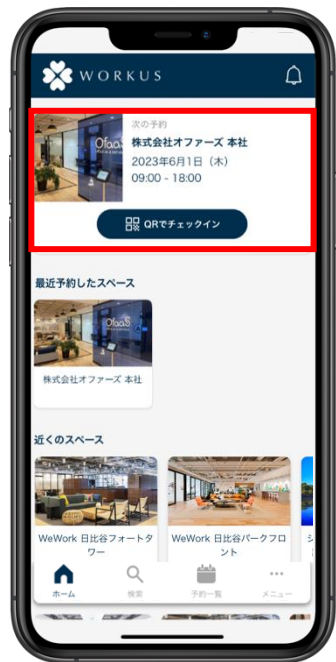 WORKUS
次の予約
OfaaS
株式会社オファーズ 本社
2023年6月1日（木）
09:00 - 18:00
QRでチェックイン
最近予約したスペース
OfaaS
株式会社オファーズ 本社
近くのスペース
WeWork 日比谷フォートタ
ワー
WeWork 日比谷パークフロ
ント
ホーム
検索
予約一覧
メニュー